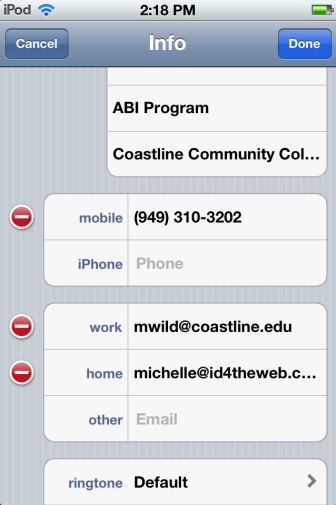 iPod 2:18 PM
Cancel Info Done
ABI Program
Coastline Community Col...
mobile (949) 310-3202
iPhone Phone
work mwild@coastline.edu
home michelle@id4theweb.c...
other Email
ringtone Default